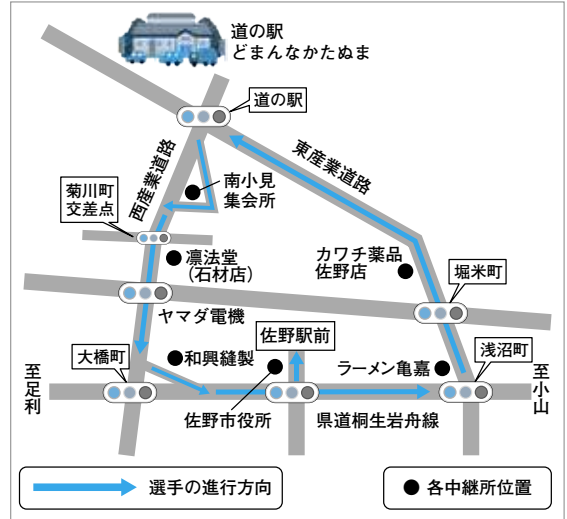 道の駅
どまんなかたぬま
道の駅
東産業道路
西産業道路
菊川町
交差点
南小見
集会所
凛法堂
（石材店）
カワチ薬品
佐野店
堀米町
ヤマダ電機
佐野駅前
大橋町
和興縫製
ラーメン亀嘉
浅沼町
至足利
至小山
佐野市役所
県道桐生岩舟線
選手の進行方向
各中継所位置